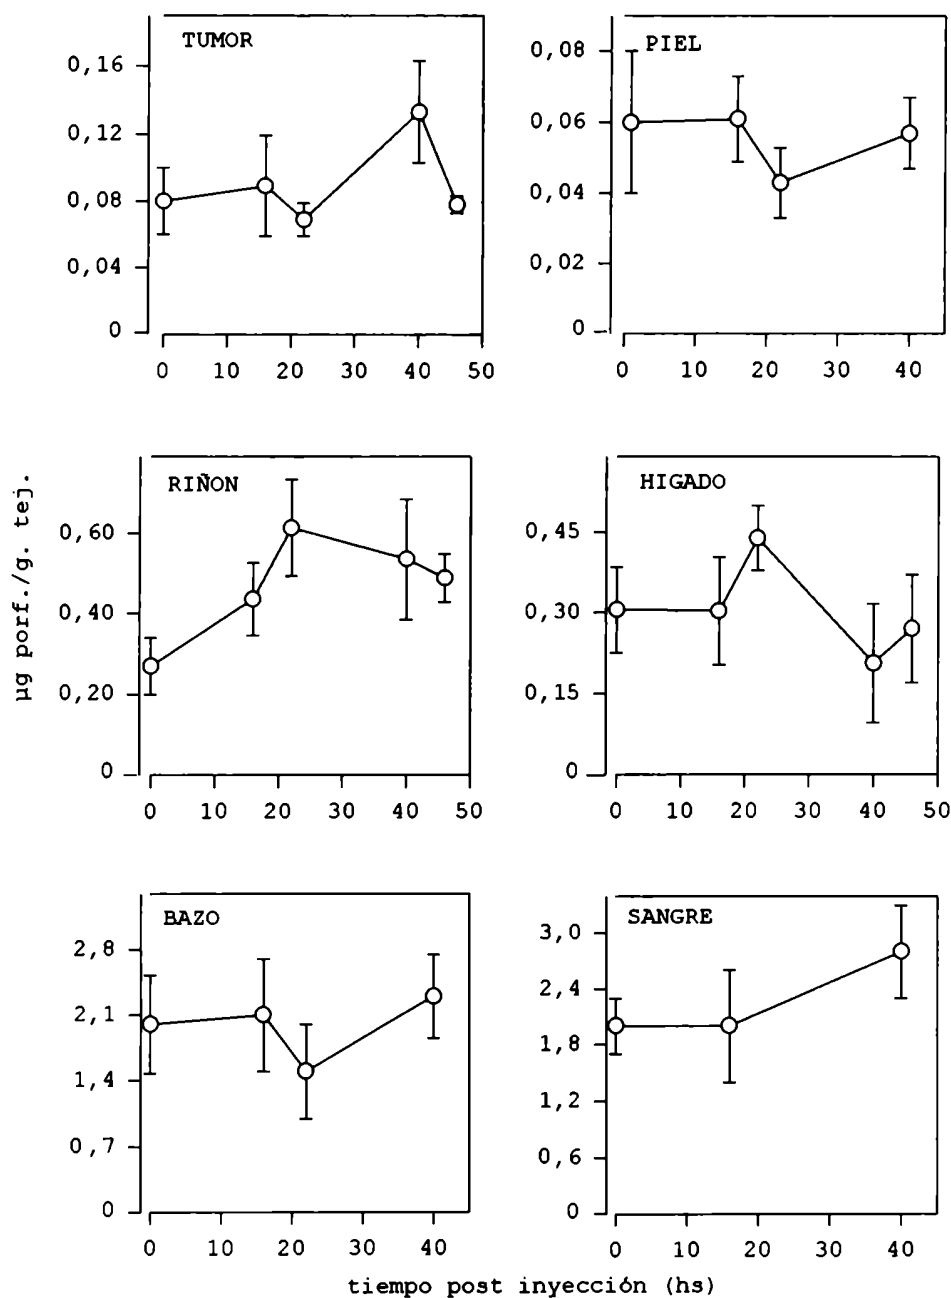 TUMOR
0,16
0,12
0,08
0,04
0
0 10 20 30 40 50
PIEL
0,08
0,06
0,04
0,02
0
0 10 20 30 40
µg porf./g. tej.
RIÑON
0,60
0,40
0,20
0
0 10 20 30 40 50
HIGADO
0,45
0,30
0,15
0
0 10 20 30 40 50
BAZO
2,8
2,1
1,4
0,7
0
0 10 20 30 40
SANGRE
3,0
2,4
1,8
1,2
0,6
0
0 10 20 30 40
tiempo post inyección (hs)